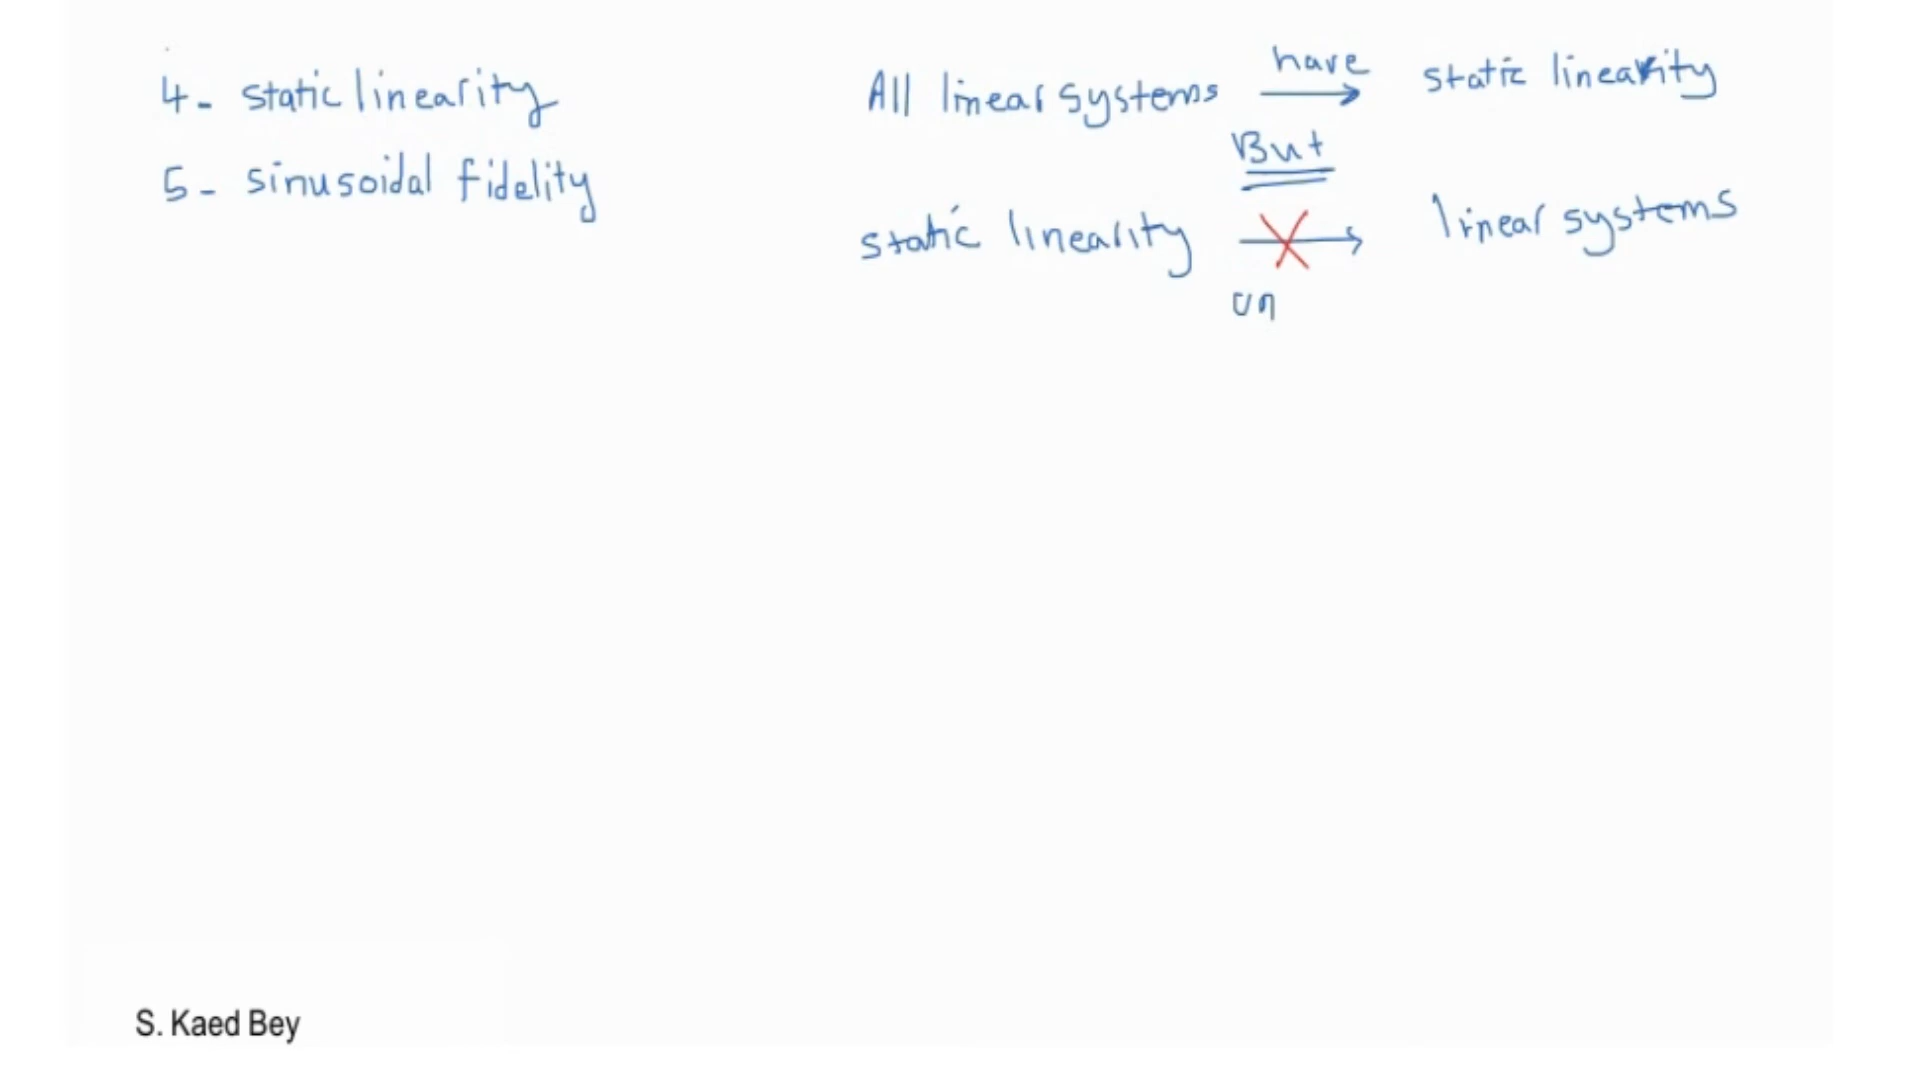 4- static linearity
5- sinusoidal fidelity
All linear systems have → static linearity
But
static linearity → linear systems
un
S. Kaed Bey